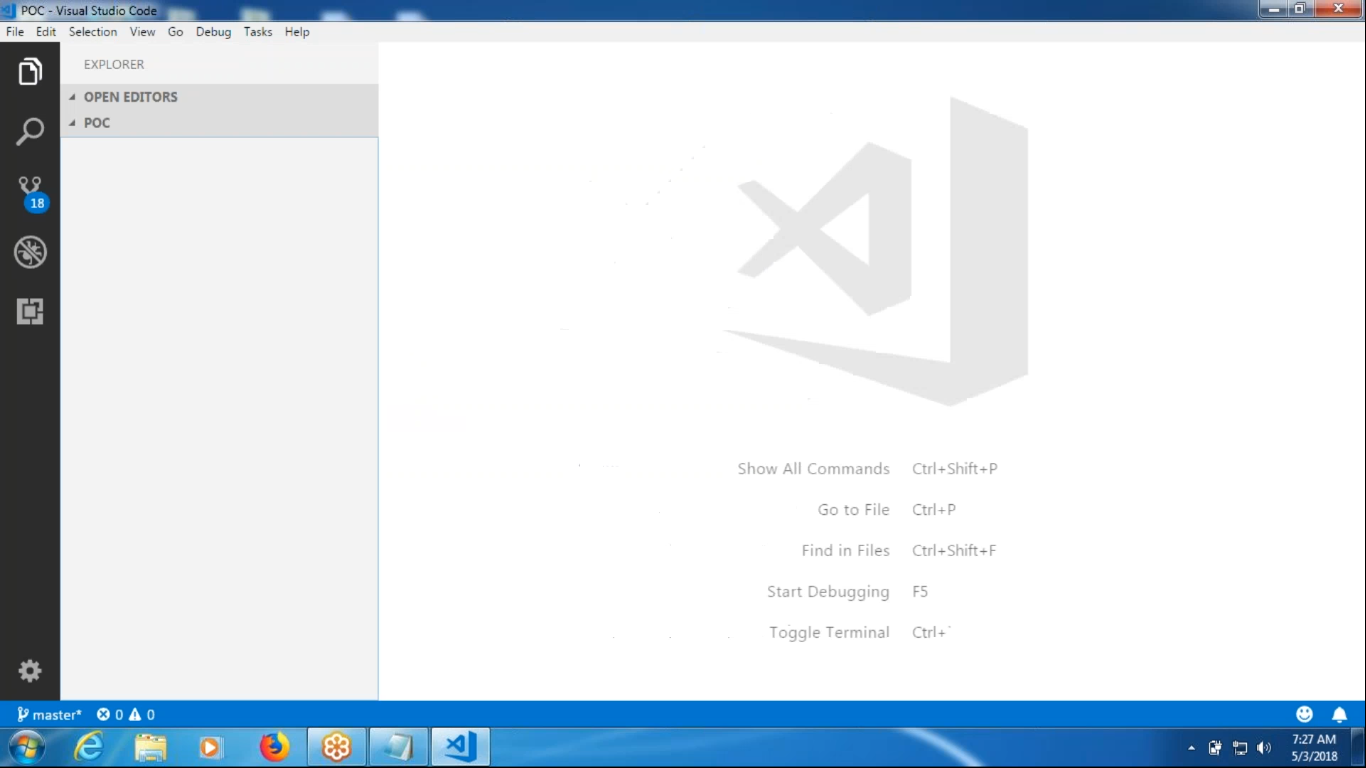 POC - Visual Studio Code
File Edit Selection View Go Debug Tasks Help
EXPLORER
OPEN EDITORS
POC
18
Show All Commands Ctrl+Shift+P
Go to File Ctrl+P
Find in Files Ctrl+Shift+F
Start Debugging F5
Toggle Terminal Ctrl+`
master* 0 0
7:27 AM
5/3/2018